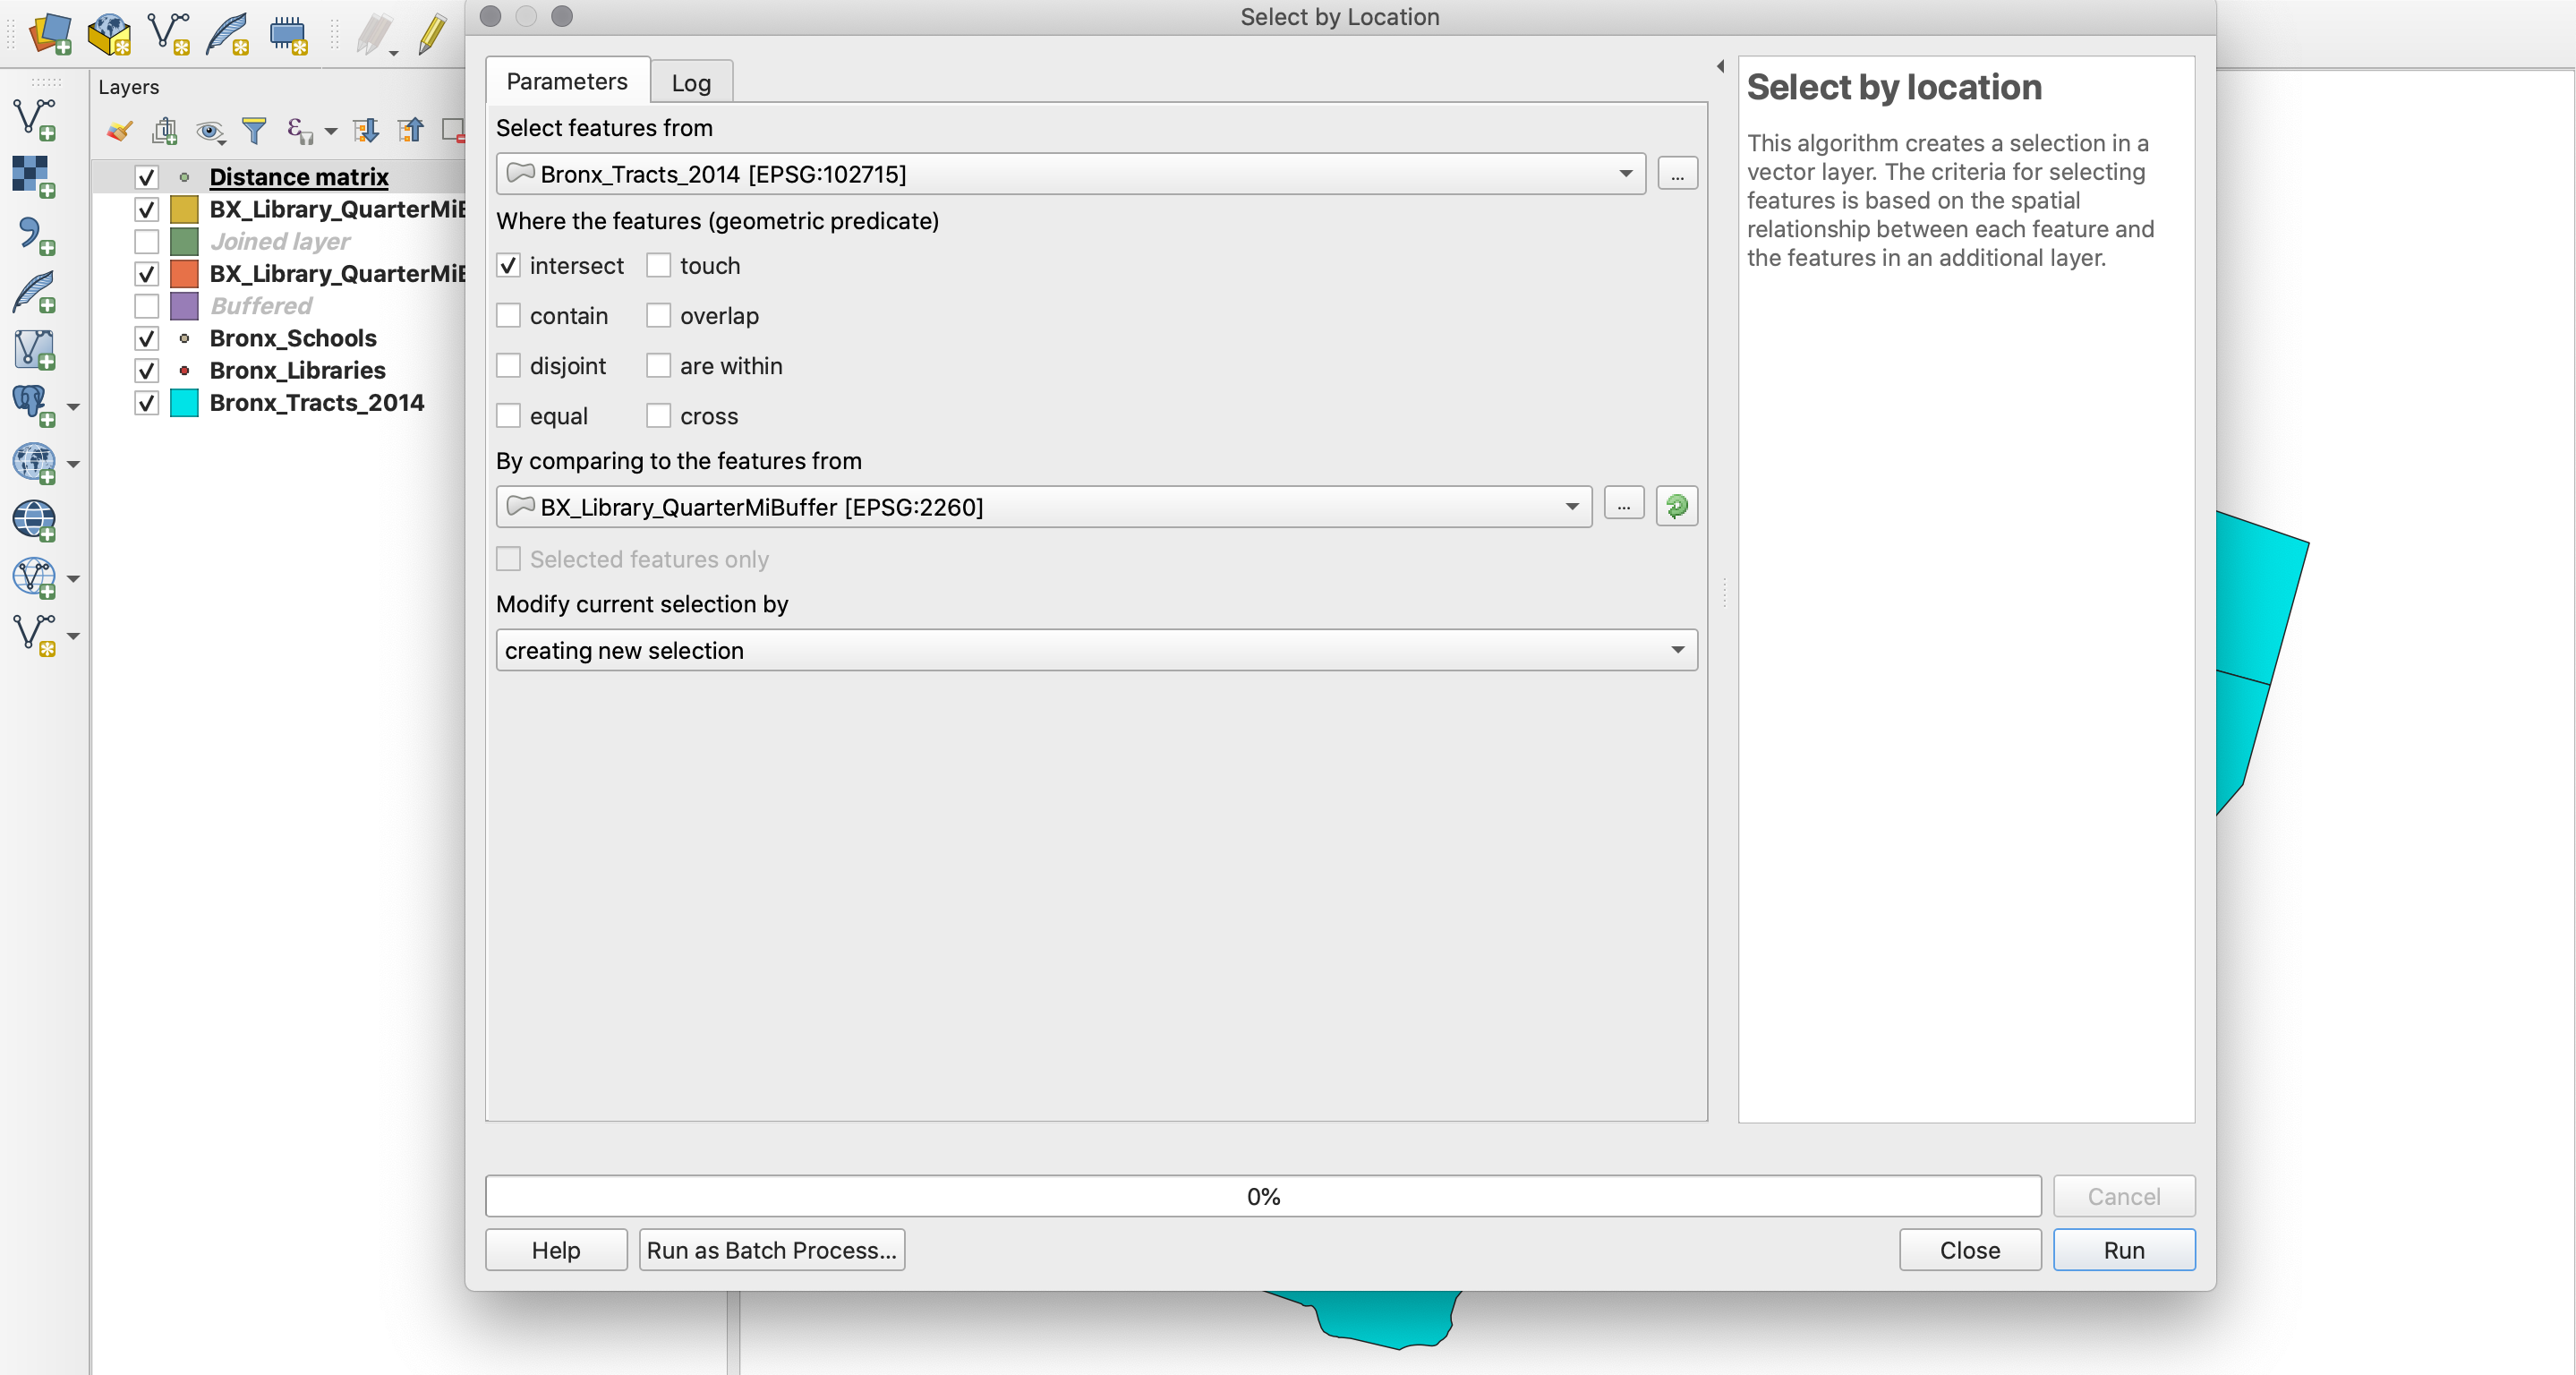 Select by Location
Layers
Distance matrix
BX_Library_QuarterMiB
Joined layer
BX_Library_QuarterMiB
Buffered
Bronx_Schools
Bronx_Libraries
Bronx_Tracts_2014
Parameters
Log
Select features from
Bronx_Tracts_2014 [EPSG:102715]
...
Where the features (geometric predicate)
intersect
touch
contain
overlap
disjoint
are within
equal
cross
By comparing to the features from
BX_Library_QuarterMiBuffer [EPSG:2260]
...
Selected features only
Modify current selection by
creating new selection
Select by location
This algorithm creates a selection in a
vector layer. The criteria for selecting
features is based on the spatial
relationship between each feature and
the features in an additional layer.
0%
Cancel
Help
Run as Batch Process...
Close
Run